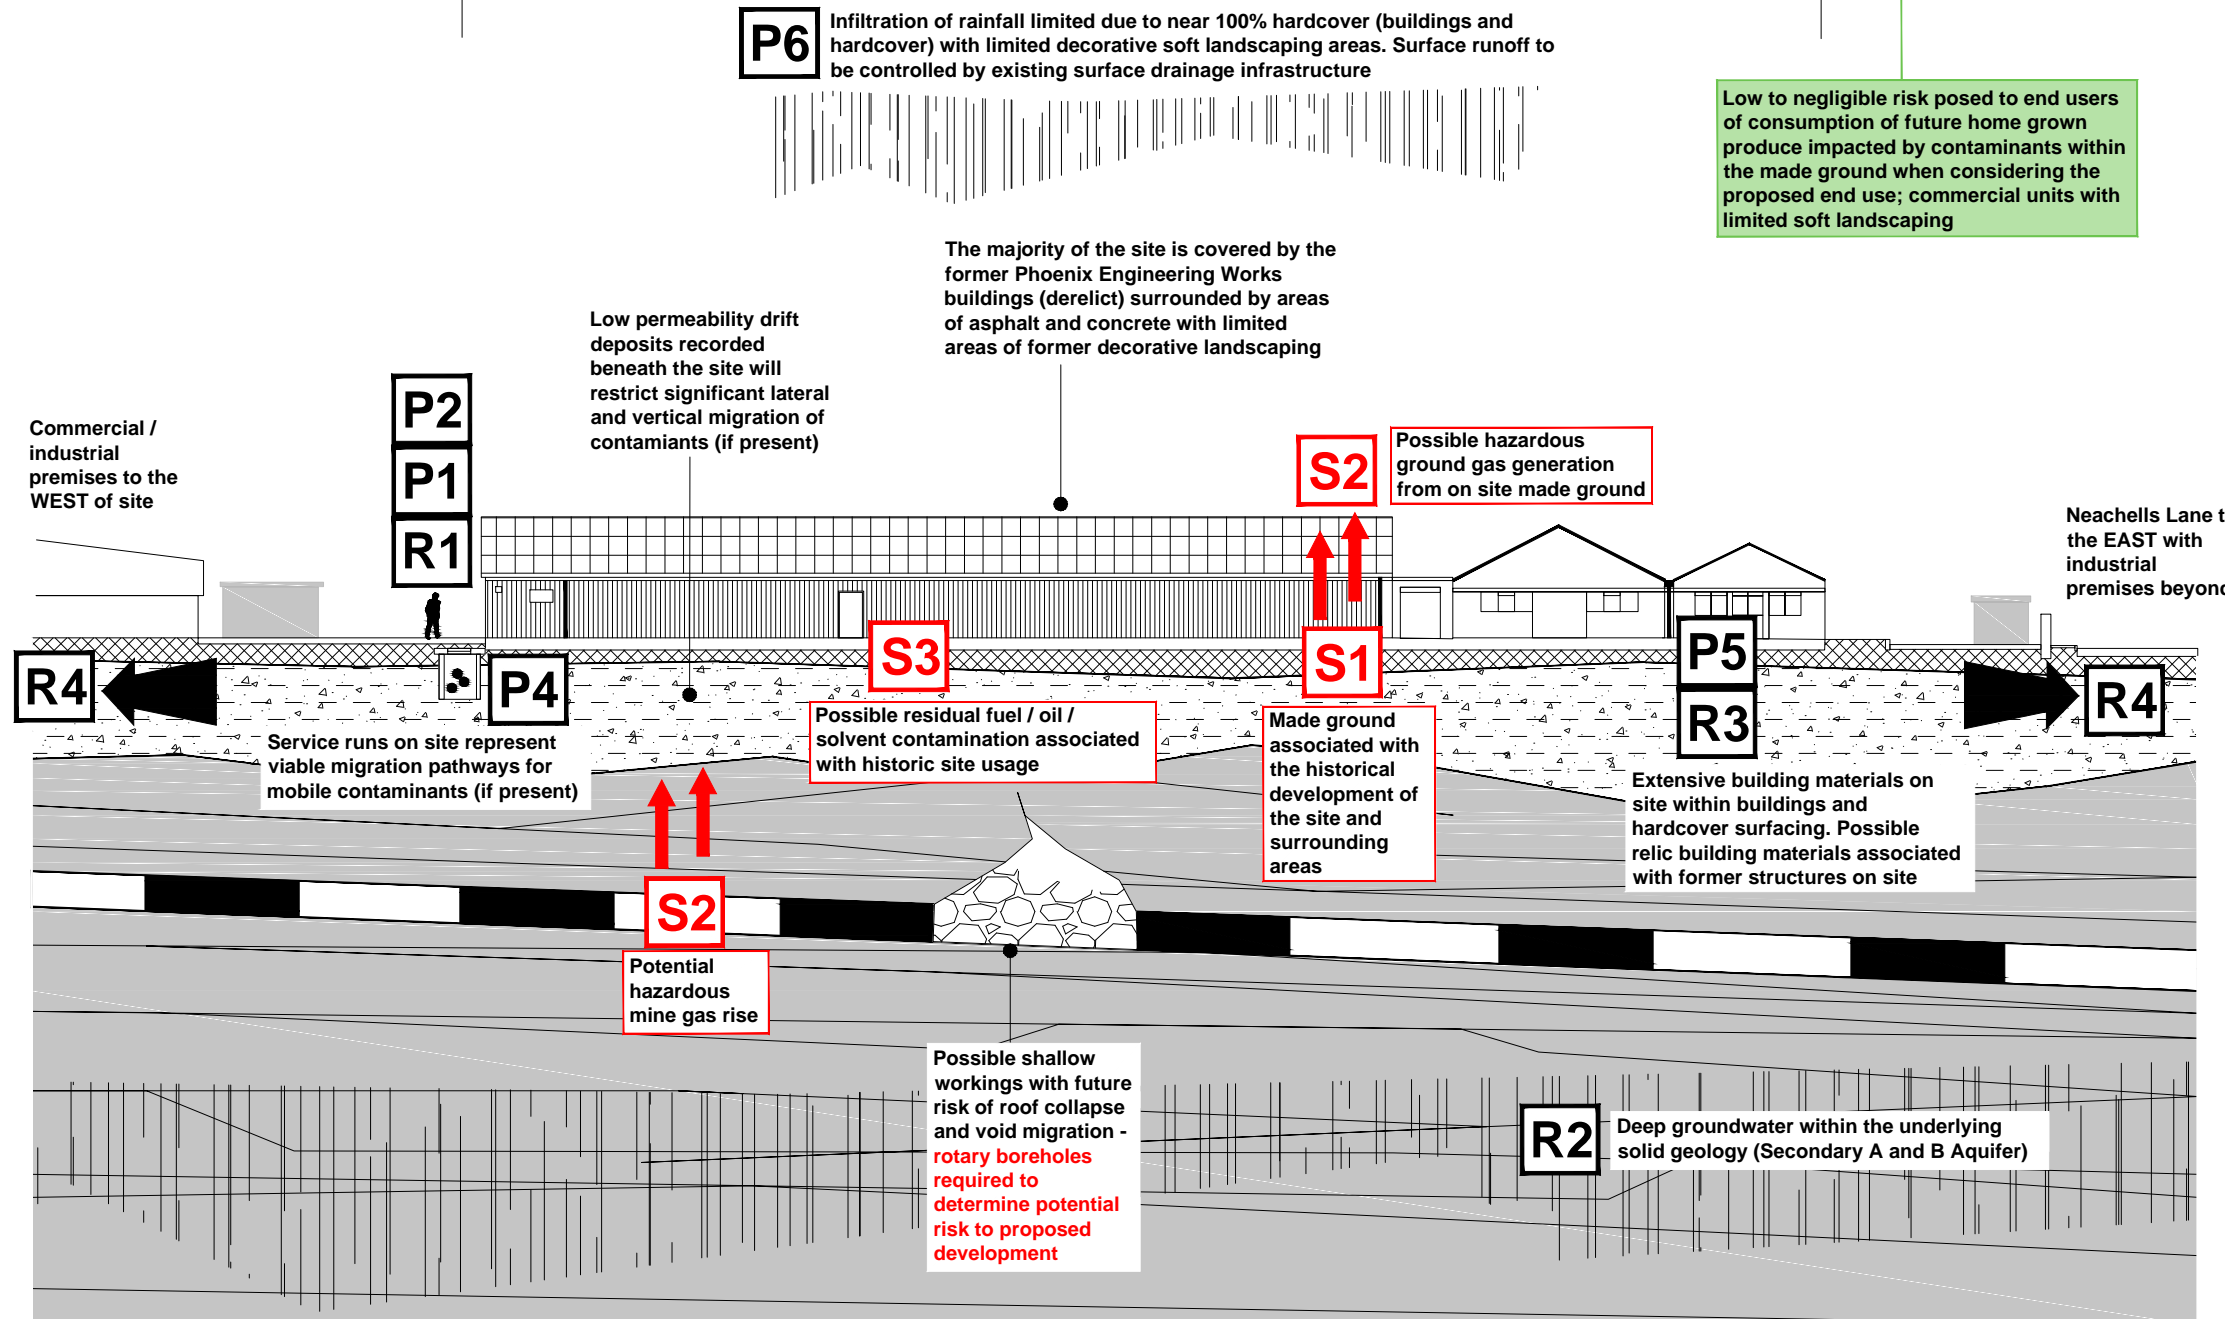 P6
Infiltration of rainfall limited due to near 100% hardcover (buildings and
hardcover) with limited decorative soft landscaping areas. Surface runoff to
be controlled by existing surface drainage infrastructure
Low to negligible risk posed to end users
of consumption of future home grown
produce impacted by contaminants within
the made ground when considering the
proposed end use; commercial units with
limited soft landscaping
The majority of the site is covered by the
former Phoenix Engineering Works
buildings (derelict) surrounded by areas
of asphalt and concrete with limited
areas of former decorative landscaping
Low permeability drift
deposits recorded
beneath the site will
restrict significant lateral
and vertical migration of
contamiants (if present)
Commercial /
industrial
premises to the
WEST of site
P2
P1
R1
S2
Possible hazardous
ground gas generation
from on site made ground
Neachells Lane t
the EAST with
industrial
premises beyond
R4
P4
S3
S1
P5
R3
R4
Service runs on site represent
viable migration pathways for
mobile contaminants (if present)
Possible residual fuel / oil /
solvent contamination associated
with historic site usage
Made ground
associated with
the historical
development of
the site and
surrounding
areas
Extensive building materials on
site within buildings and
hardcover surfacing. Possible
relic building materials associated
with former structures on site
S2
Potential
hazardous
mine gas rise
Possible shallow
workings with future
risk of roof collapse
and void migration -
rotary boreholes
required to
determine potential
risk to proposed
development
R2
Deep groundwater within the underlying
solid geology (Secondary A and B Aquifer)